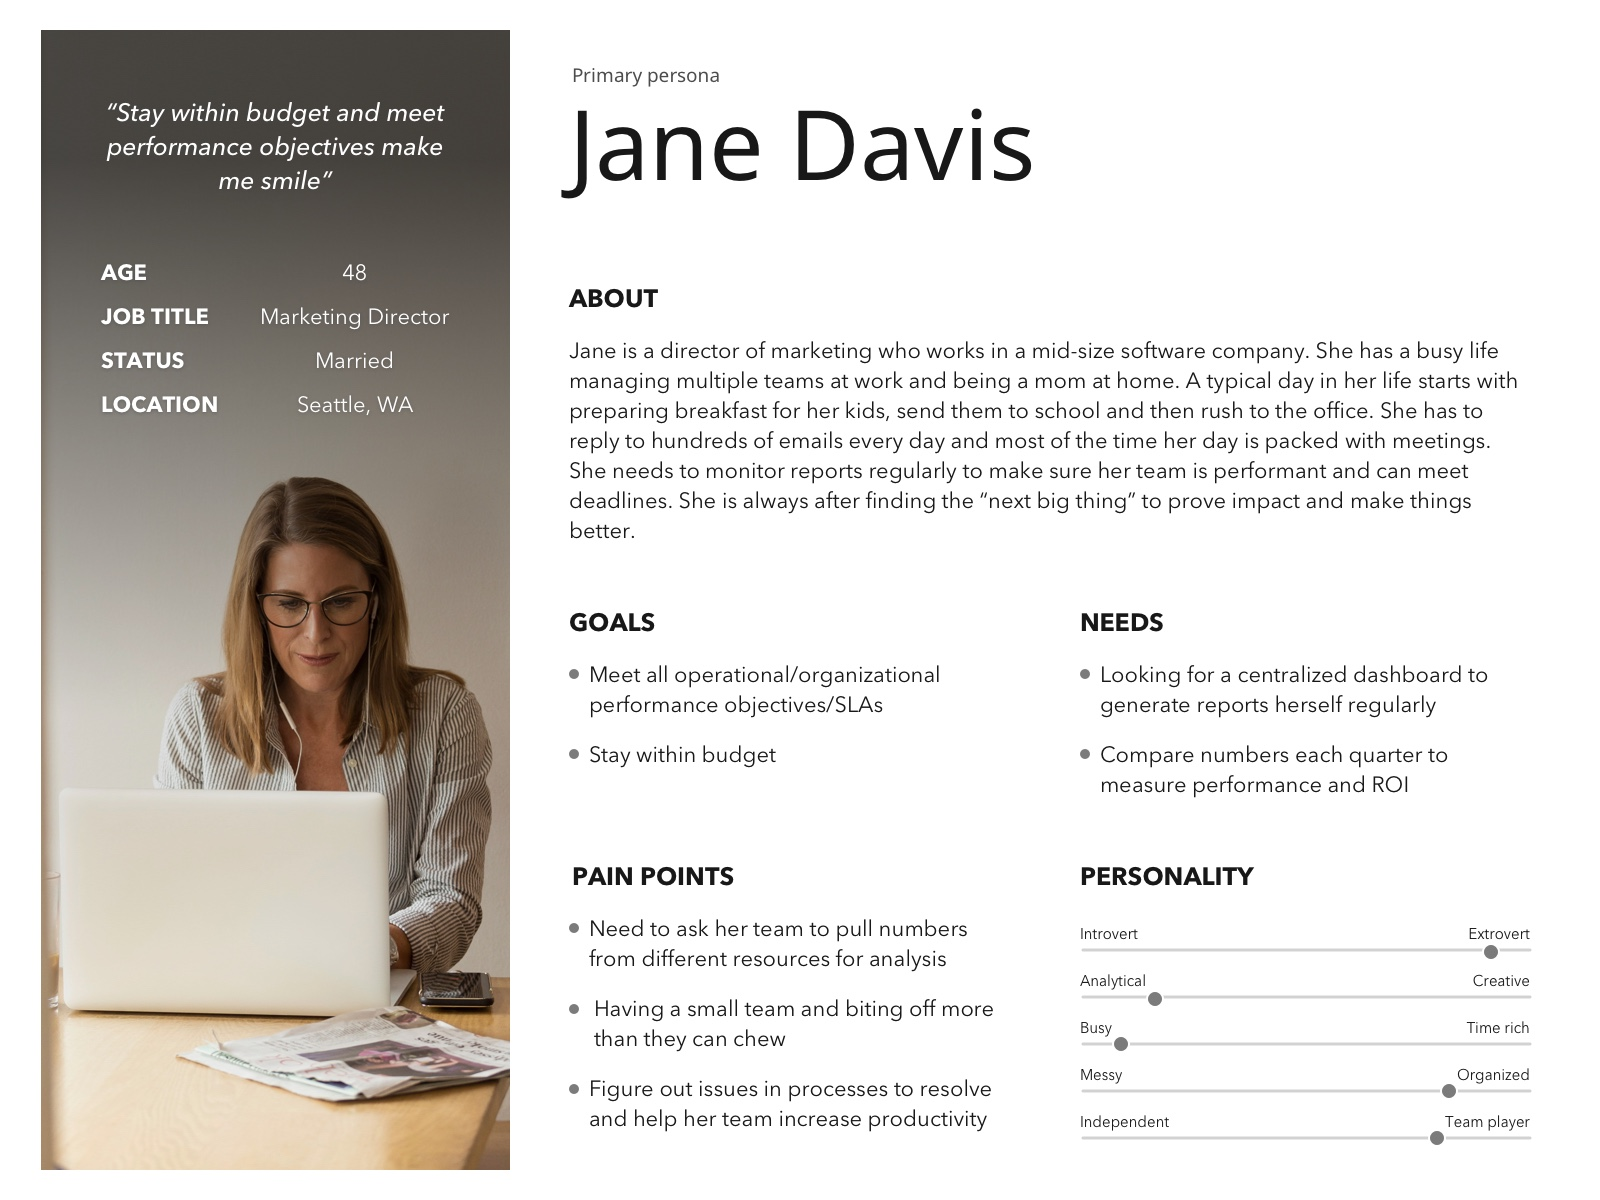 “Stay within budget and meet
performance objectives make
me smile”
AGE 48
JOB TITLE Marketing Director
STATUS Married
LOCATION Seattle, WA
Primary persona
Jane Davis
ABOUT
Jane is a director of marketing who works in a mid-size software company. She has a busy life
managing multiple teams at work and being a mom at home. A typical day in her life starts with
preparing breakfast for her kids, send them to school and then rush to the office. She has to
reply to hundreds of emails every day and most of the time her day is packed with meetings.
She needs to monitor reports regularly to make sure her team is performant and can meet
deadlines. She is always after finding the “next big thing” to prove impact and make things
better.
GOALS
Meet all operational/organizational
performance objectives/SLAs
Stay within budget
NEEDS
Looking for a centralized dashboard to
generate reports herself regularly
Compare numbers each quarter to
measure performance and ROI
PAIN POINTS
Need to ask her team to pull numbers
from different resources for analysis
Having a small team and biting off more
than they can chew
Figure out issues in processes to resolve
and help her team increase productivity
PERSONALITY
Introvert Extrovert
Analytical Creative
Busy Time rich
Messy Organized
Independent Team player